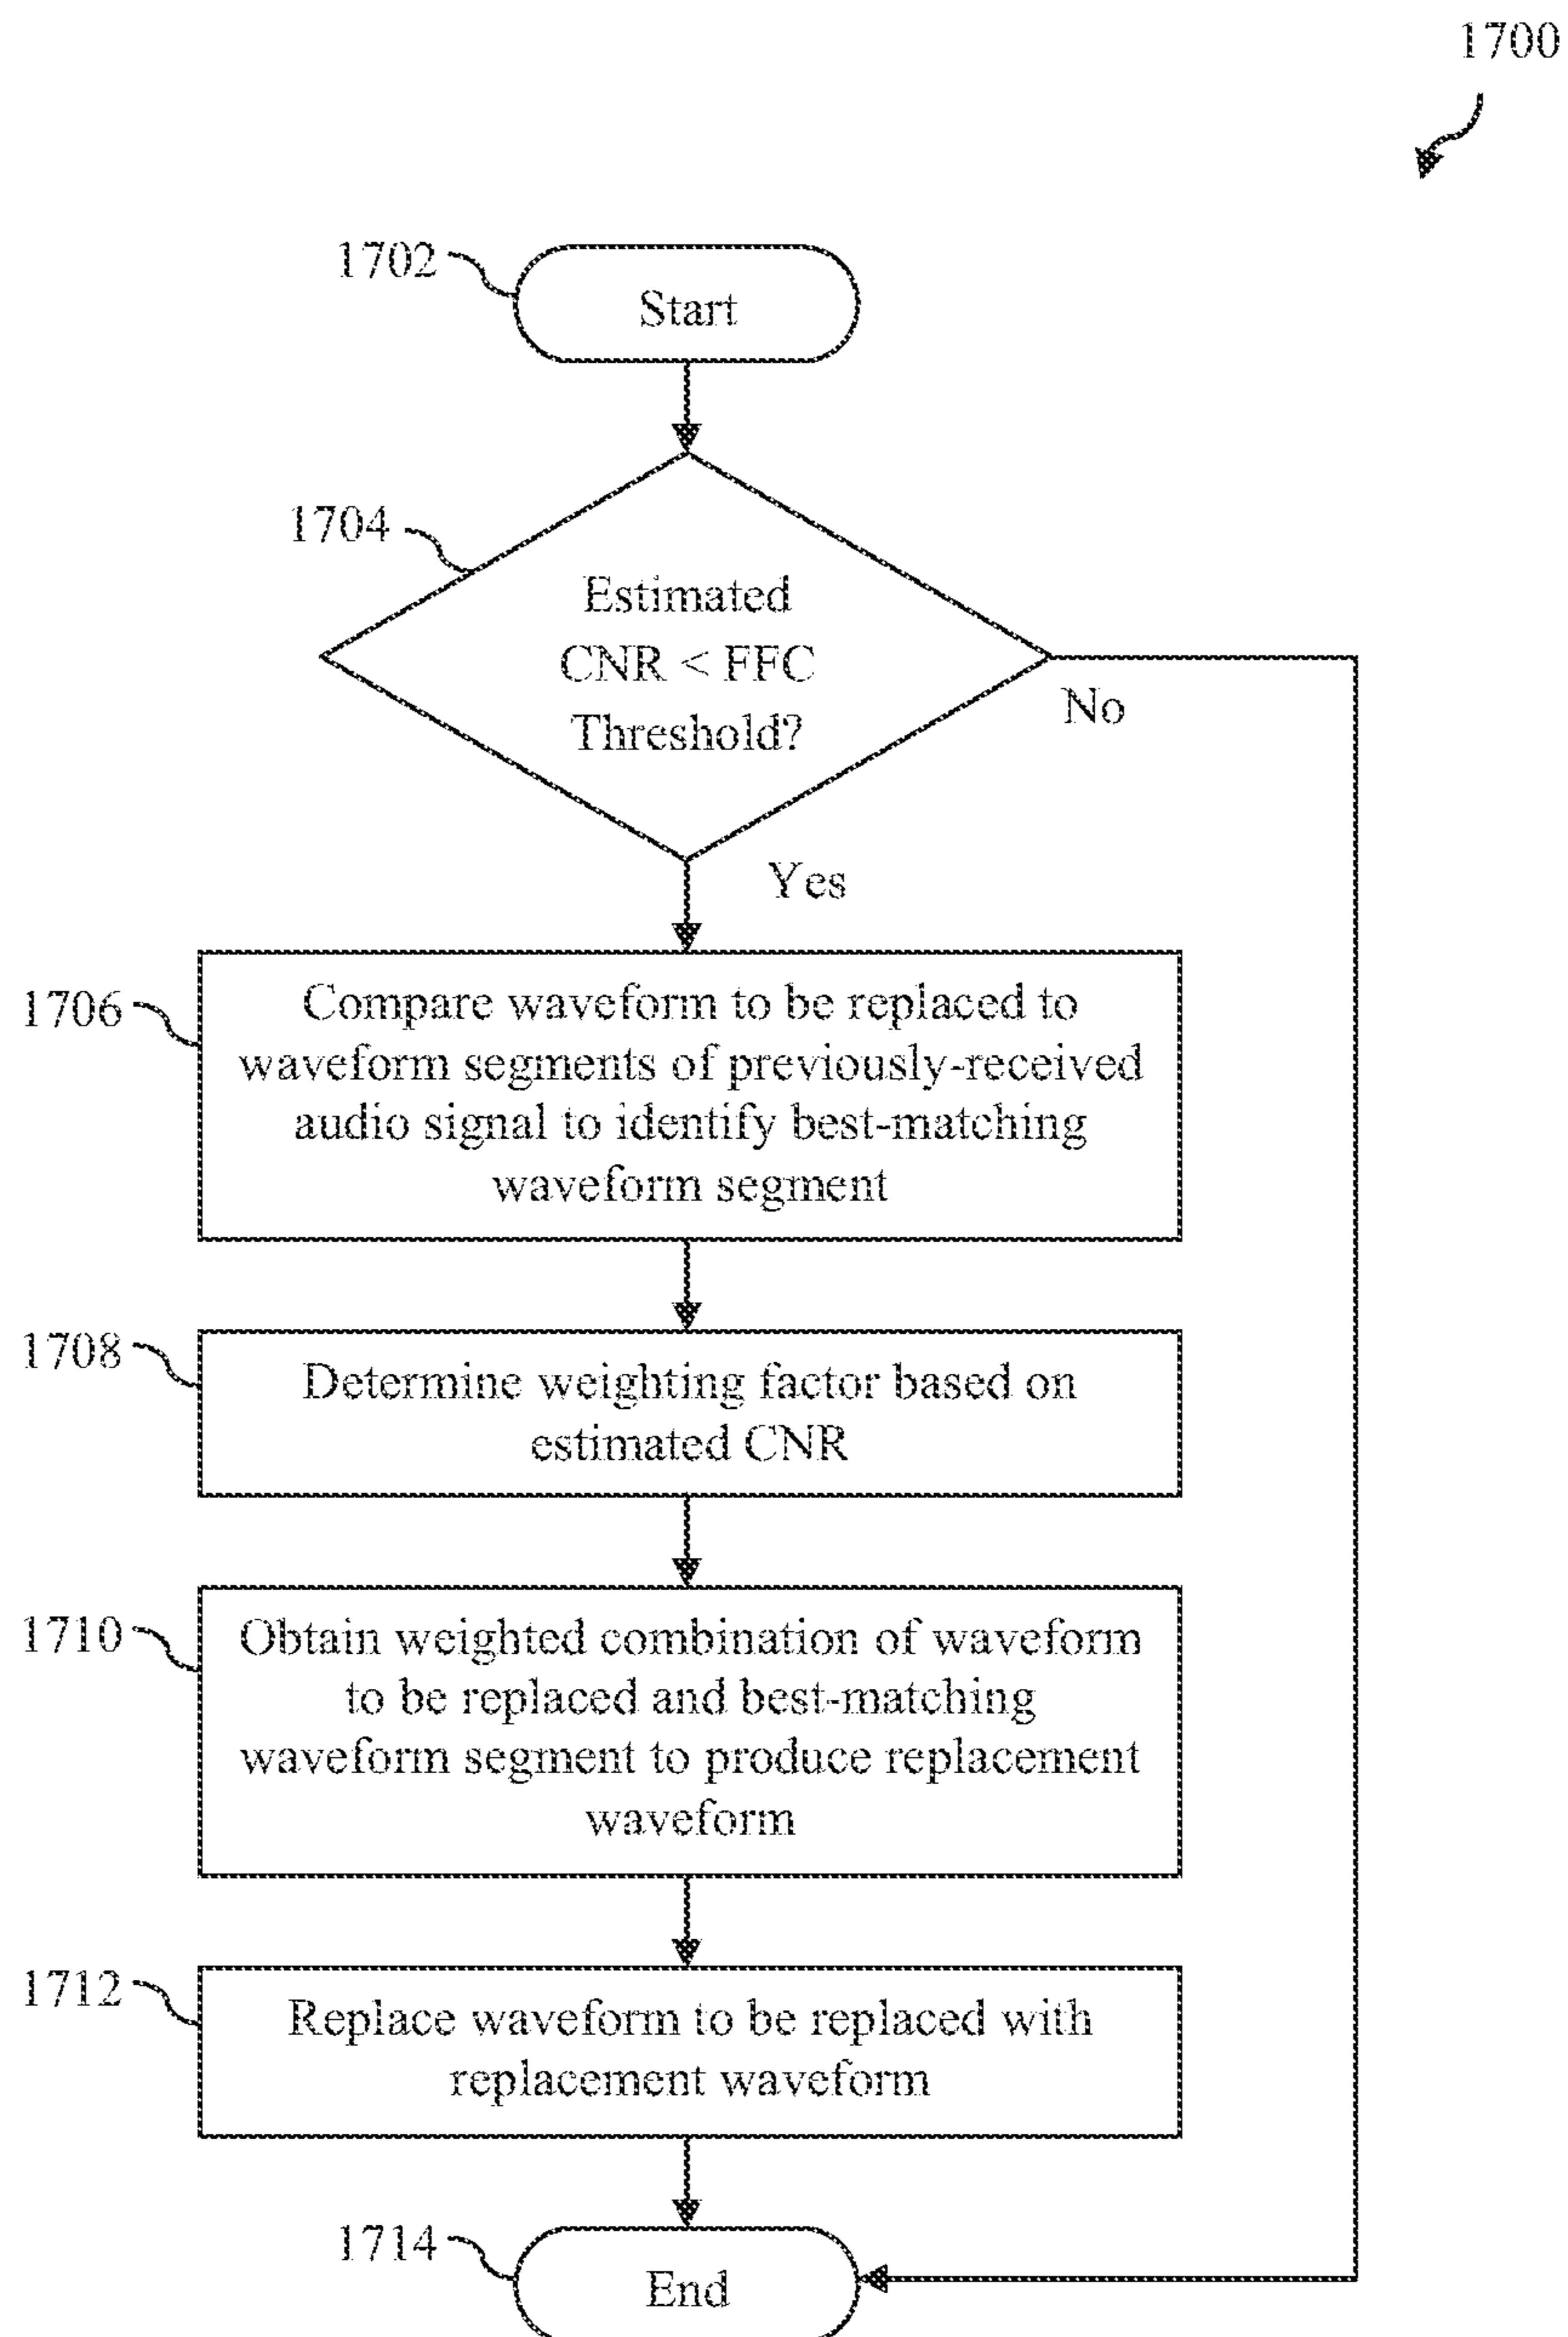 1700
1702
Start
1704
Estimated
CNR < FFC
Threshold?
No
Yes
1706
Compare waveform to be replaced to
waveform segments of previously-received
audio signal to identify best-matching
waveform segment
1708
Determine weighting factor based on
estimated CNR
1710
Obtain weighted combination of waveform
to be replaced and best-matching
waveform segment to produce replacement
waveform
1712
Replace waveform to be replaced with
replacement waveform
1714
End